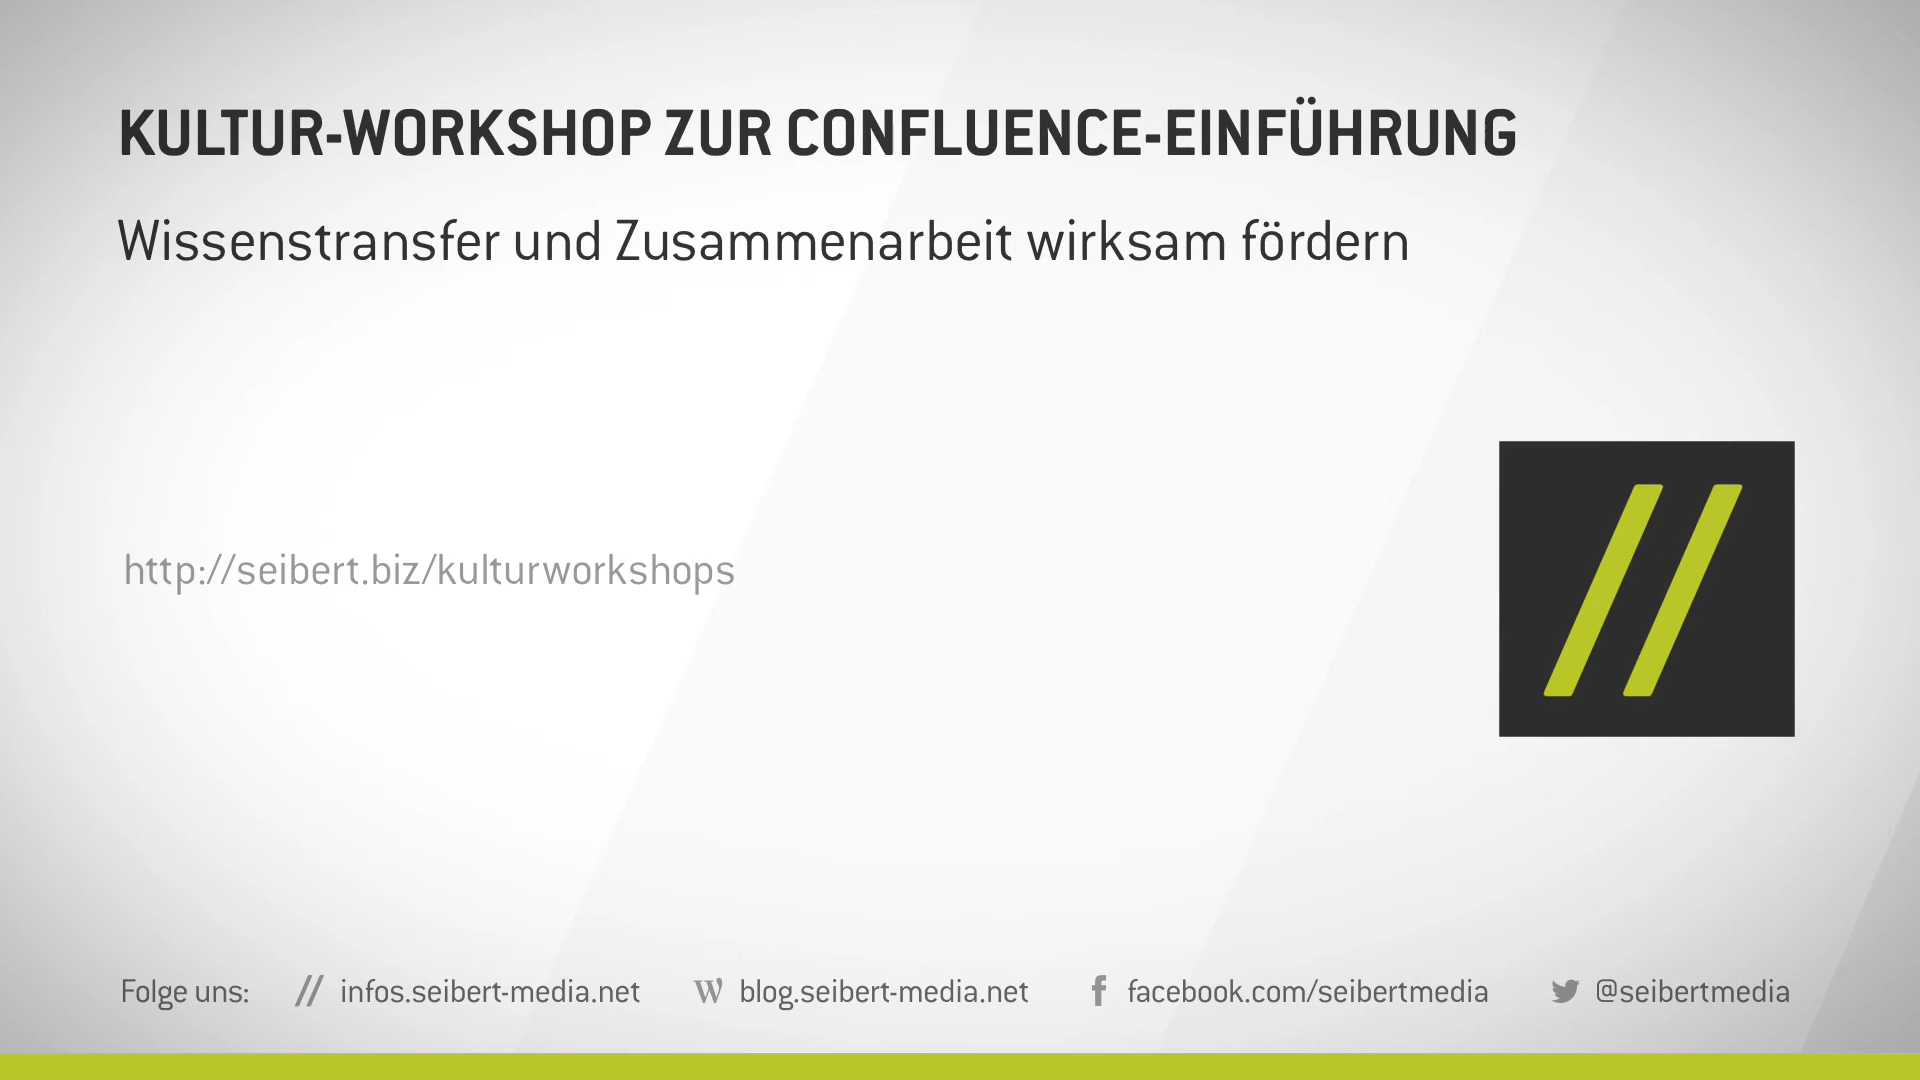 KULTUR-WORKSHOP ZUR CONFLUENCE-EINFÜHRUNG
Wissenstransfer und Zusammenarbeit wirksam fördern
http://seibert.biz/kulturworkshops
Folge uns: // infos.seibert-media.net W blog.seibert-media.net f facebook.com/seibertmedia @seibertmedia